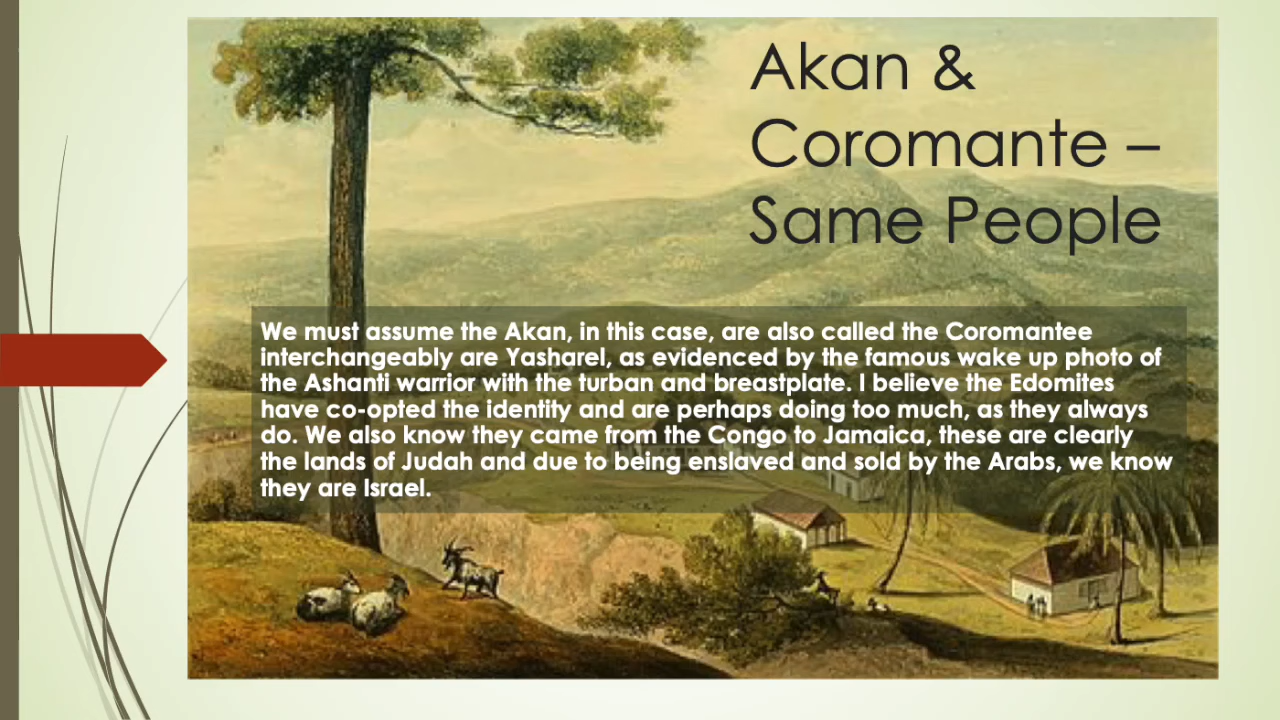 Akan &
Coromante –
Same People
We must assume the Akan, in this case, are also called the Coromantee
interchangeably are Yasharel, as evidenced by the famous wake up photo of
the Ashanti warrior with the turban and breastplate. I believe the Edomites
have co-opted the identity and are perhaps doing too much, as they always
do. We also know they came from the Congo to Jamaica, these are clearly
the lands of Judah and due to being enslaved and sold by the Arabs, we know
they are Israel.